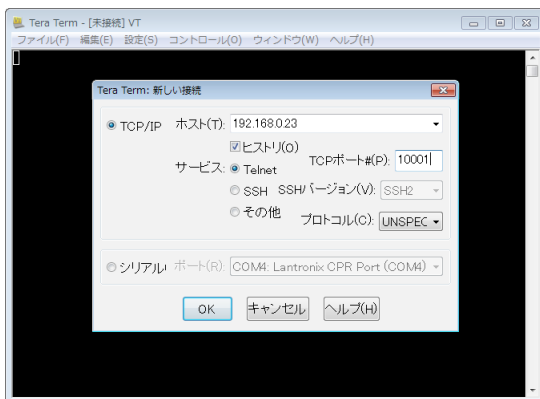 Tera Term - [未接続] VT
ファイル(F) 編集(E) 設定(S) コントロール(O) ウィンドウ(W) ヘルプ(H)
Tera Term: 新しい接続
TCP/IP ホスト(T): 192.168.0.23
ヒストリ(O)
サービス: Telnet TCPポート#(P): 10001
SSH SSHバージョン(V): SSH2
その他 プロトコル(C): UNSPEC
シリアル ポート(R): COM4: Lantronix CPR Port (COM4)
OK キャンセル ヘルプ(H)